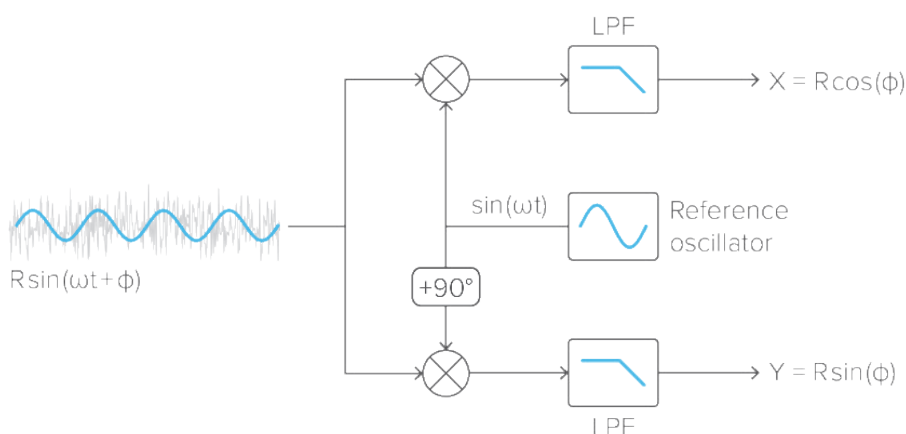 LPF
X = Rcos(ϕ)
sin(ωt)
Reference
oscillator
Rsin(ωt+ϕ)
+90°
Y = Rsin(ϕ)
LPF